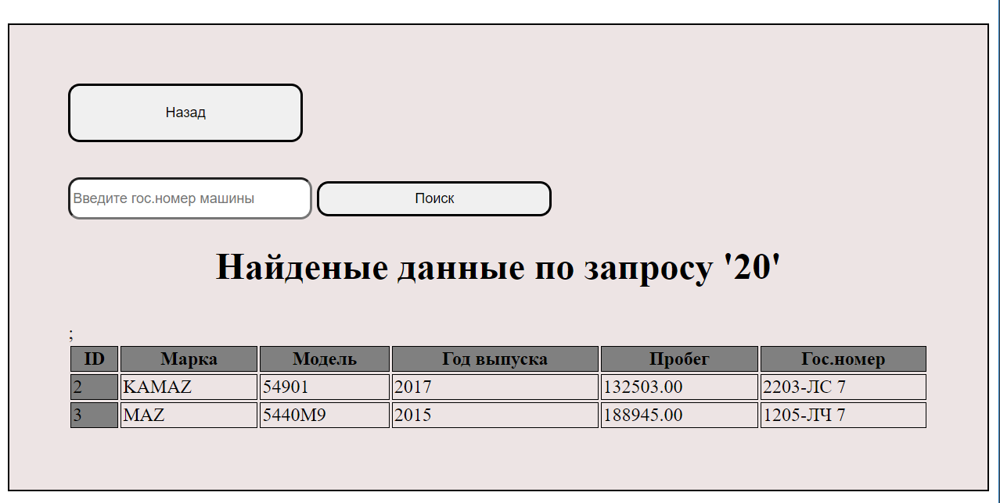 Назад
Введите гос.номер машины Поиск
Найденые данные по запросу '20'
;
ID Марка Модель Год выпуска Пробег Гос.номер
2 KAMAZ 54901 2017 132503.00 2203-ЛС 7
3 MAZ 5440M9 2015 188945.00 1205-ЛЧ 7